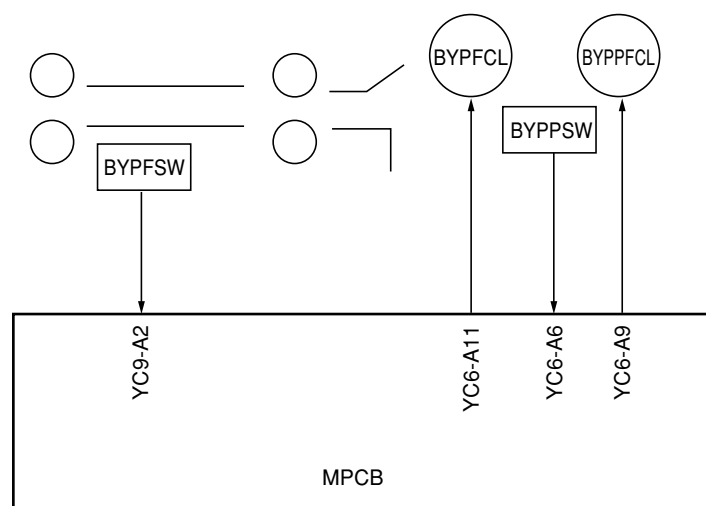 BYPFCL
BYPPFCL
BYPPSW
BYPFSW
YC9-A2
YC6-A11
YC6-A6
YC6-A9
MPCB